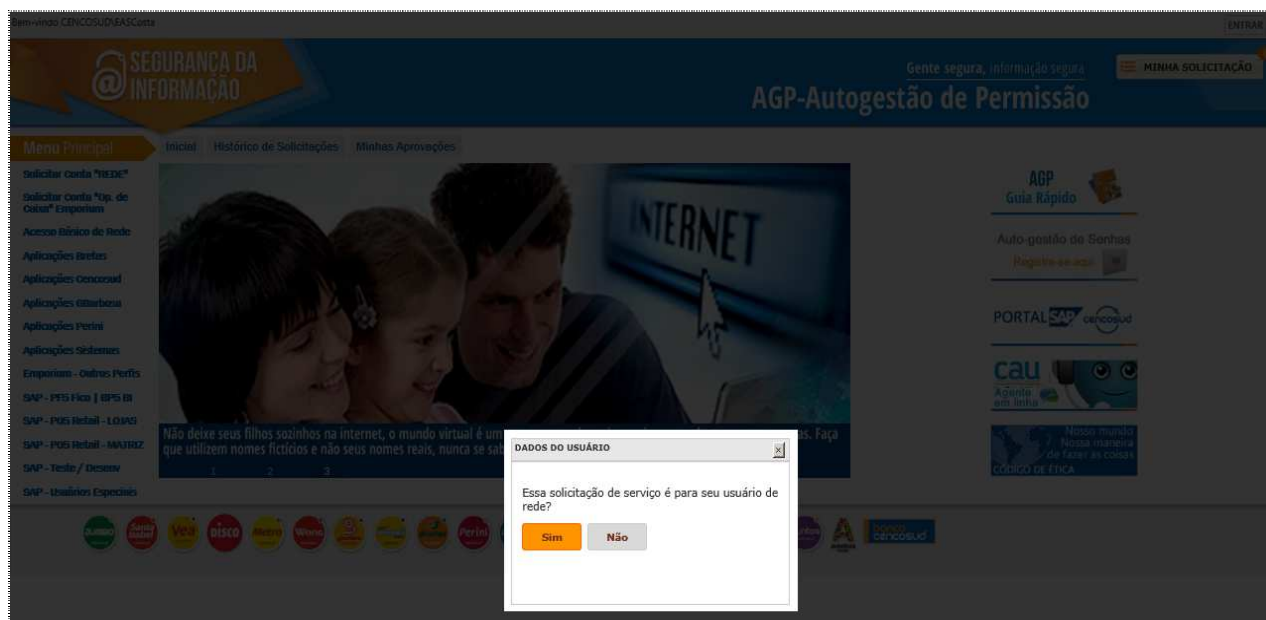 Bem-vindo CENCOSUD\EASCosta
ENTRAR
SEGURANÇA DA
INFORMAÇÃO
Gente segura, informação segura
AGP-Autogestão de Permissão
MINHA SOLICITAÇÃO
Menu Principal
Inicial Histórico de Solicitações Minhas Aprovações
Solicitar Conta "REDE"
Solicitar Conta "Op. de
Caixa" Emporium
Acesso Básico de Rede
Aplicações Bretas
Aplicações Cencosud
Aplicações GBarbosa
Aplicações Perini
Aplicações Sistemas
Emporium - Outros Perfis
SAP - PF5 Fico | BP5 BI
SAP - P05 Retail - LOJAS
SAP - P05 Retail - MATRIZ
SAP - Teste / Desenv
SAP - Usuários Especiais
INTERNET
Não deixe seus filhos sozinhos na internet, o mundo virtual é um
as. Faça
que utilizem nomes fictícios e não seus nomes reais, nunca se sab
1 2 3
AGP
Guia Rápido
Auto-gestão de Senhas
Registre-se aqui
PORTAL SAP cencosud
cau
Agente
em linha
Nosso mundo
Nossa maneira
de fazer as coisas
CÓDIGO DE ÉTICA
DADOS DO USUÁRIO
x
Essa solicitação de serviço é para seu usuário de
rede?
Sim Não
JUMBO
Santa
Isabel
Vea
DISCO
Metro
Wong
Perini
banco
cencosud